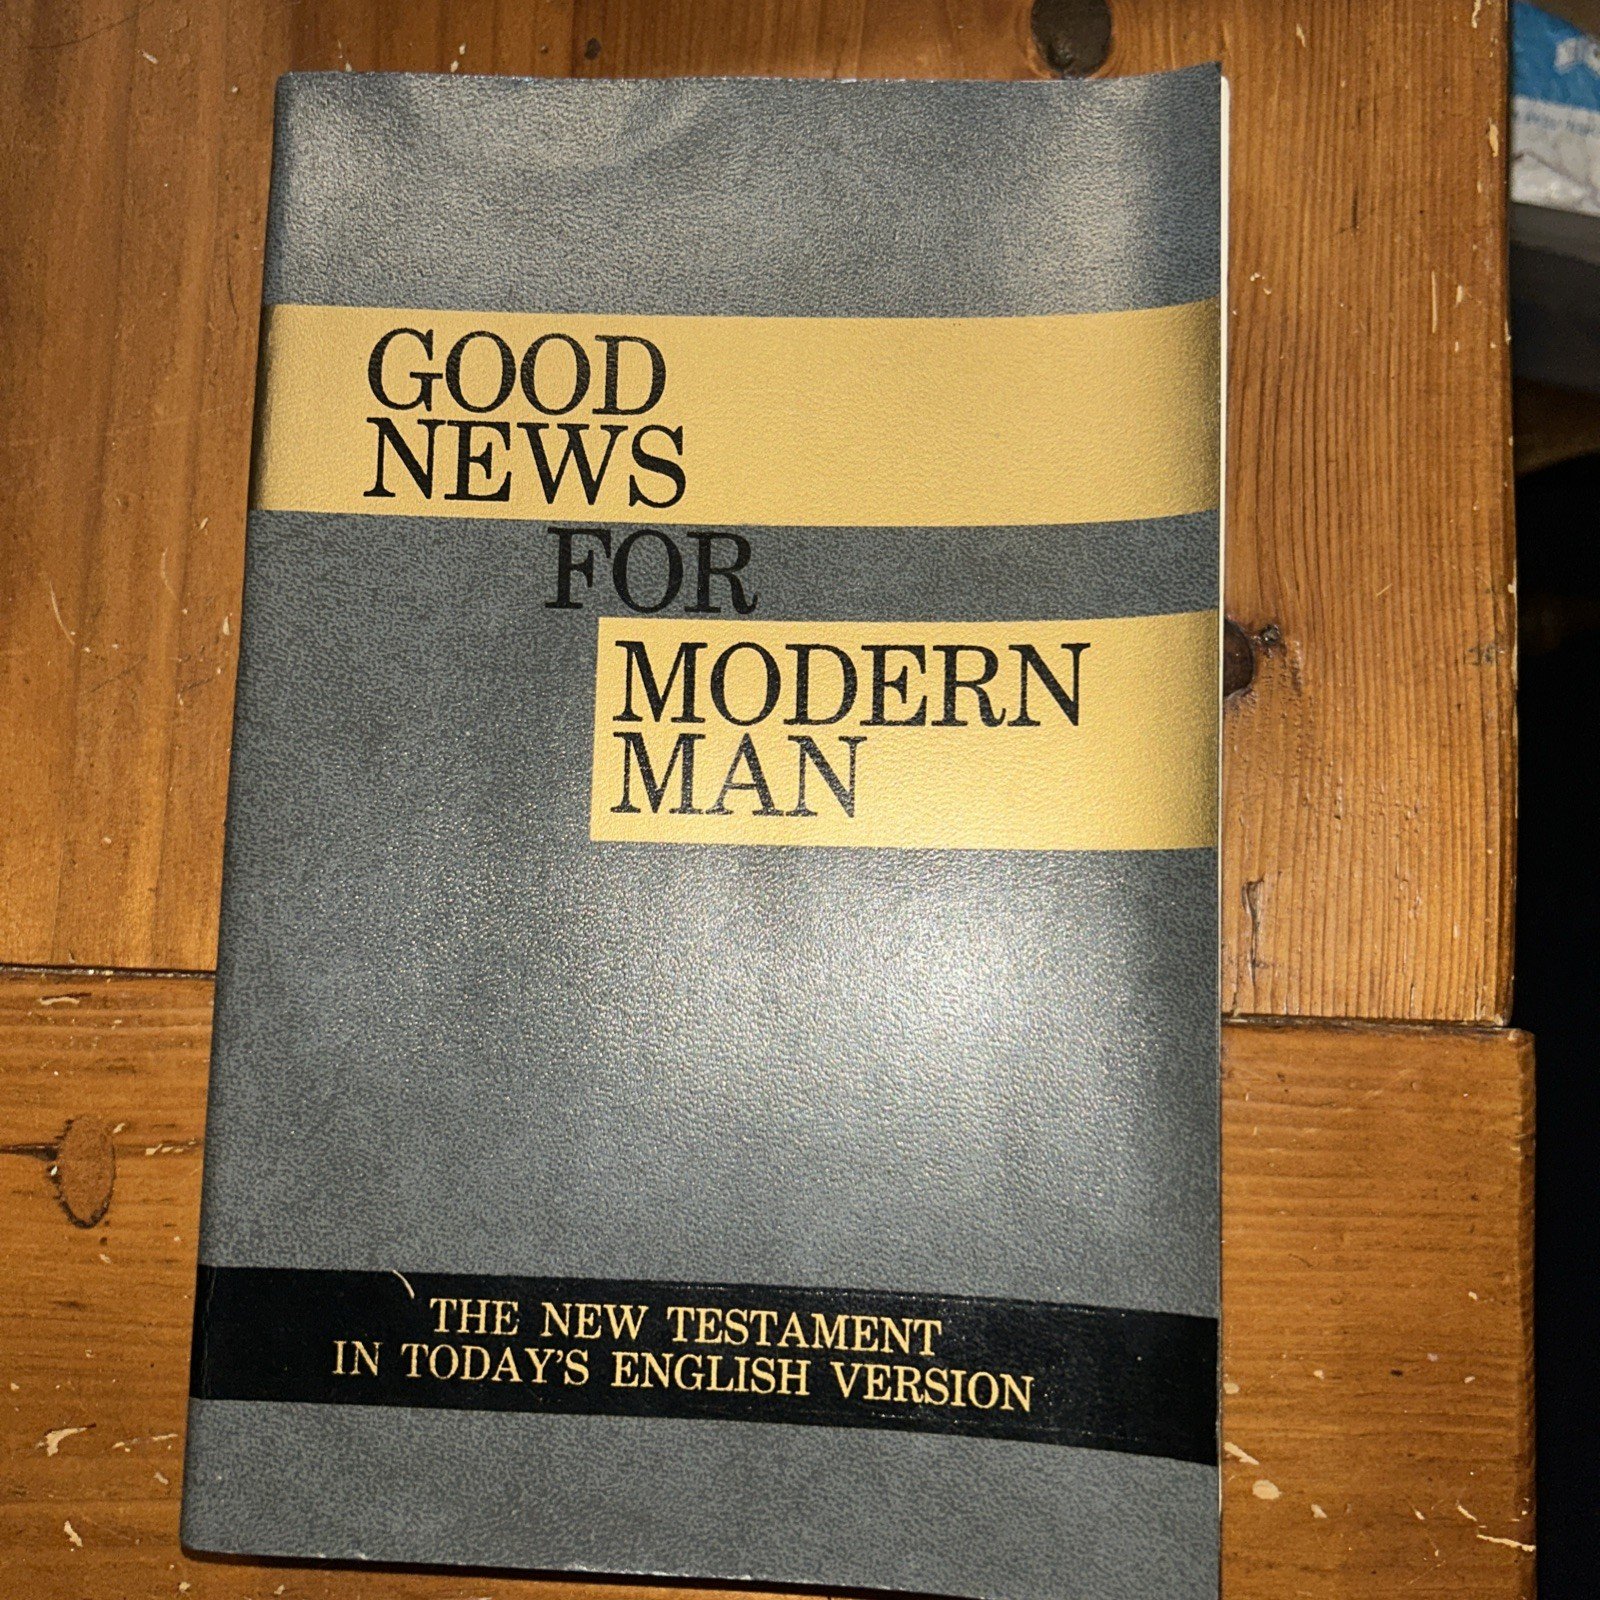 GOOD
NEWS
FOR
MODERN
MAN
THE NEW TESTAMENT
IN TODAY'S ENGLISH VERSION